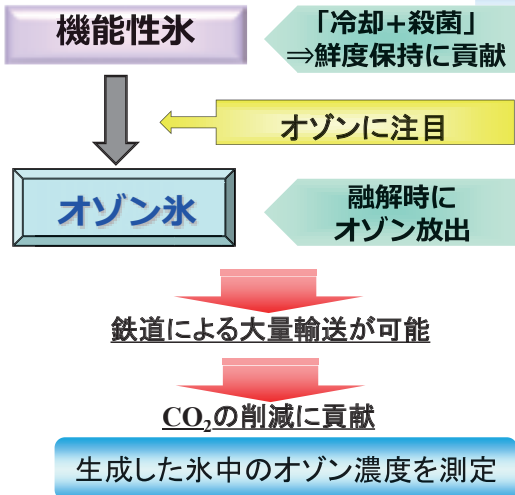 機能性氷
「冷却+殺菌」
⇒鮮度保持に貢献
オゾンに注目
オゾン氷
融解時に
オゾン放出
鉄道による大量輸送が可能
CO₂の削減に貢献
生成した氷中のオゾン濃度を測定